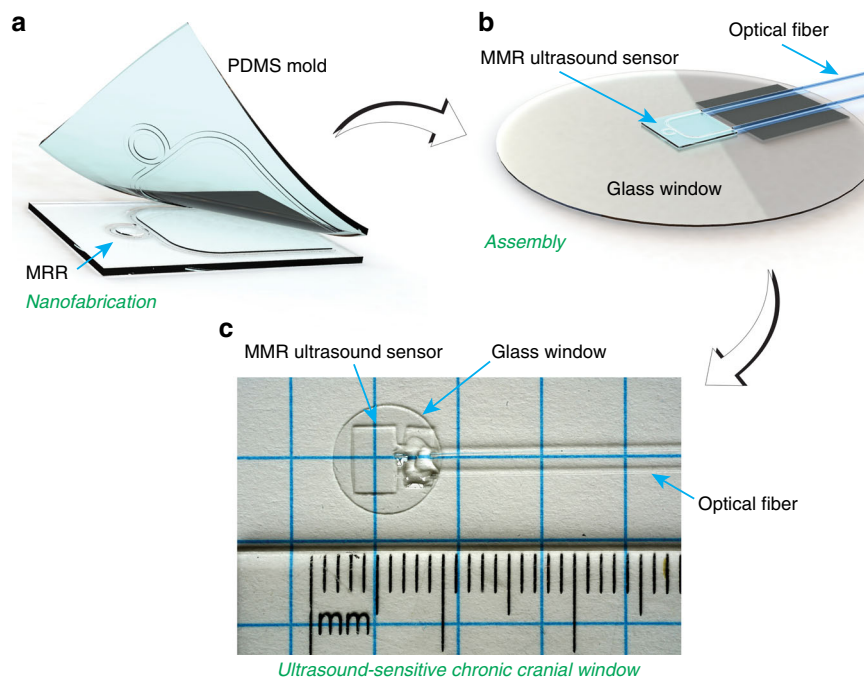 a
PDMS mold
MRR
Nanofabrication
b
Optical fiber
MMR ultrasound sensor
Glass window
Assembly
c
MMR ultrasound sensor
Glass window
Optical fiber
mm
Ultrasound-sensitive chronic cranial window